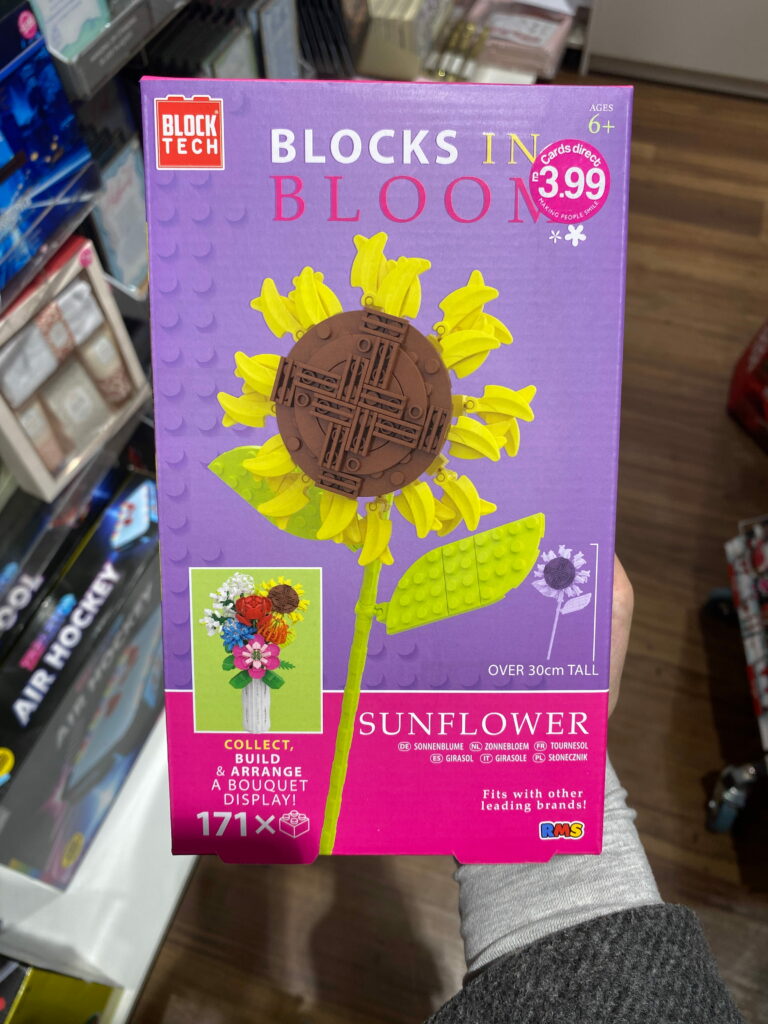 BLOCK
TECH
BLOCKS IN
BLOOM
AGES
6+
Cards direct
£3.99
MAKING PEOPLE SMILE
OVER 30cm TALL
SUNFLOWER
DE SONNENBLUME NL ZONNEBLOEM FR TOURNESOL
ES GIRASOL IT GIRASOLE PL SŁONECZNIK
COLLECT,
BUILD
& ARRANGE
A BOUQUET
DISPLAY!
171×
Fits with other
leading brands!
RMS
AIR HOCKEY